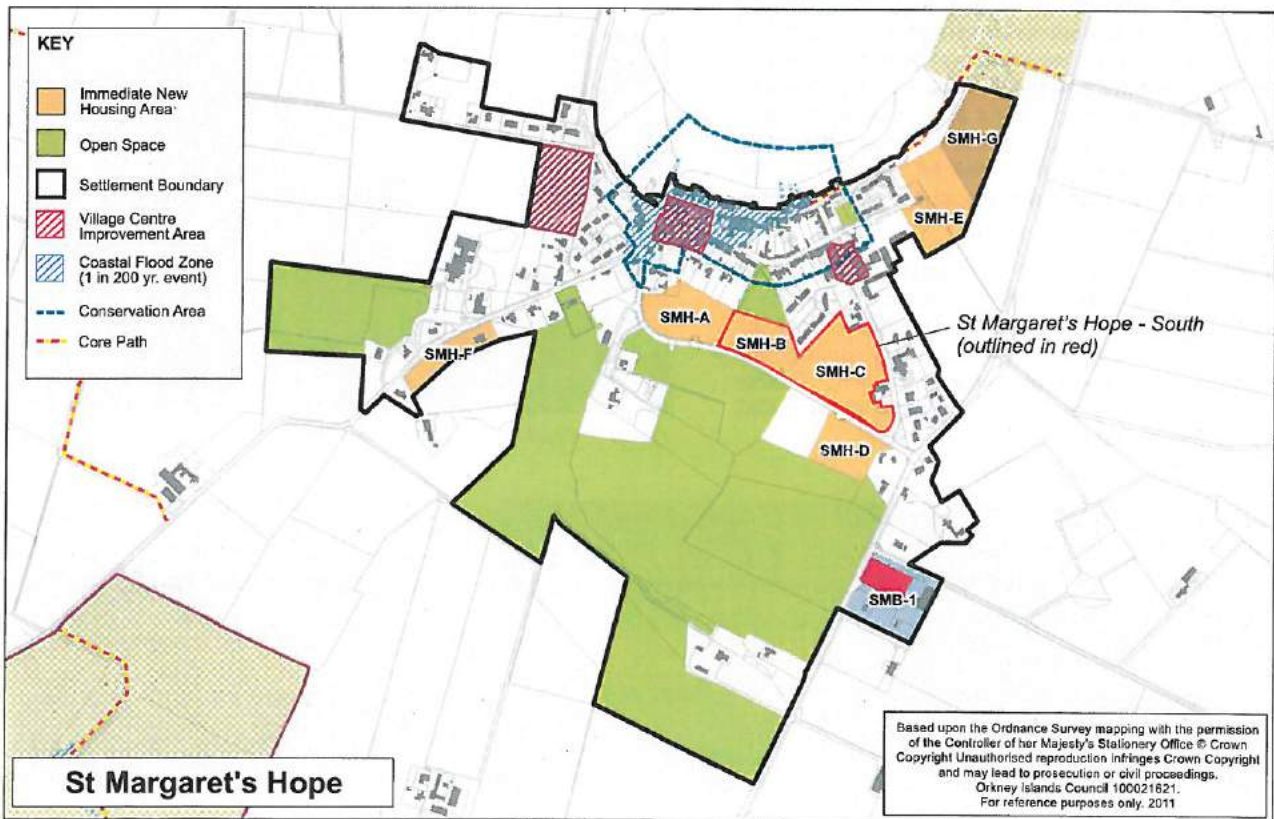 KEY
Immediate New
Housing Area
Open Space
Settlement Boundary
Village Centre
Improvement Area
Coastal Flood Zone
(1 in 200 yr. event)
Conservation Area
Core Path
SMH-G
SMH-E
St Margaret's Hope - South
(outlined in red)
SMH-A
SMH-B
SMH-F
SMH-C
SMH-D
SMB-1
St Margaret's Hope
Based upon the Ordnance Survey mapping with the permission
of the Controller of her Majesty's Stationery Office © Crown
Copyright Unauthorised reproduction infringes Crown Copyright
and may lead to prosecution or civil proceedings.
Orkney Islands Council 100021621.
For reference purposes only. 2011